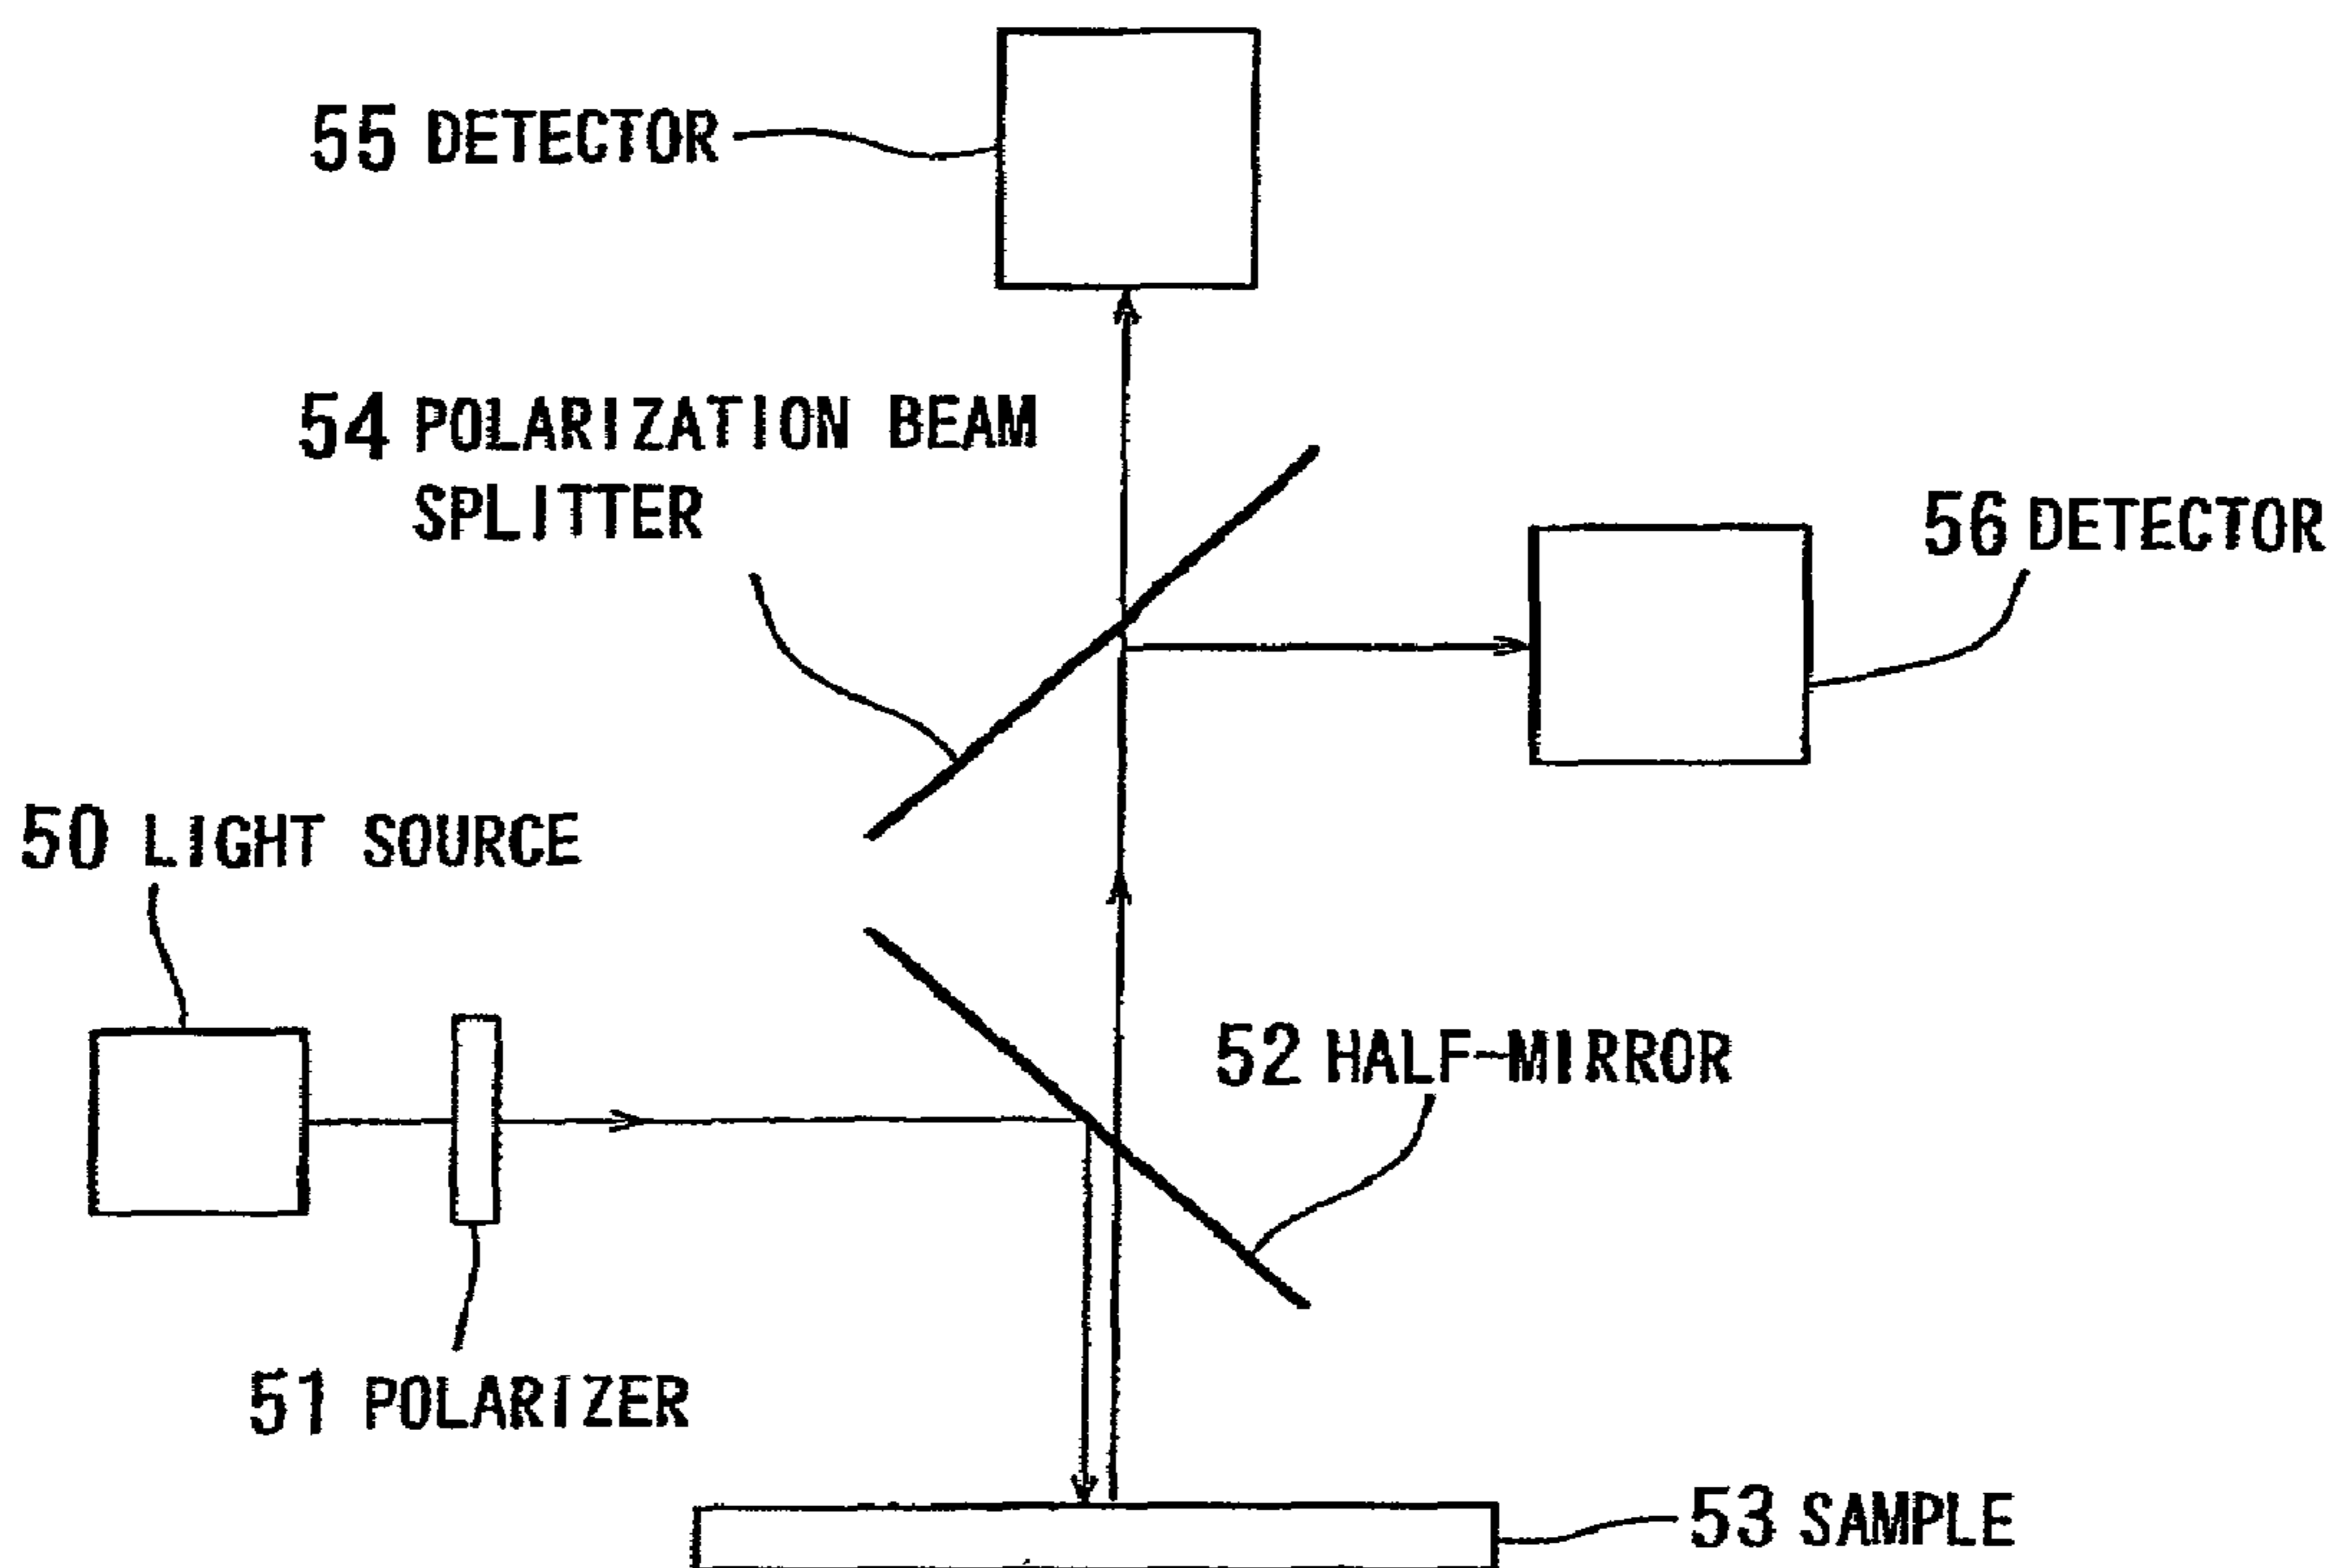 55 DETECTOR
54 POLARIZATION BEAM
SPLITTER
56 DETECTOR
50 LIGHT SOURCE
52 HALF-MIRROR
51 POLARIZER
53 SAMPLE